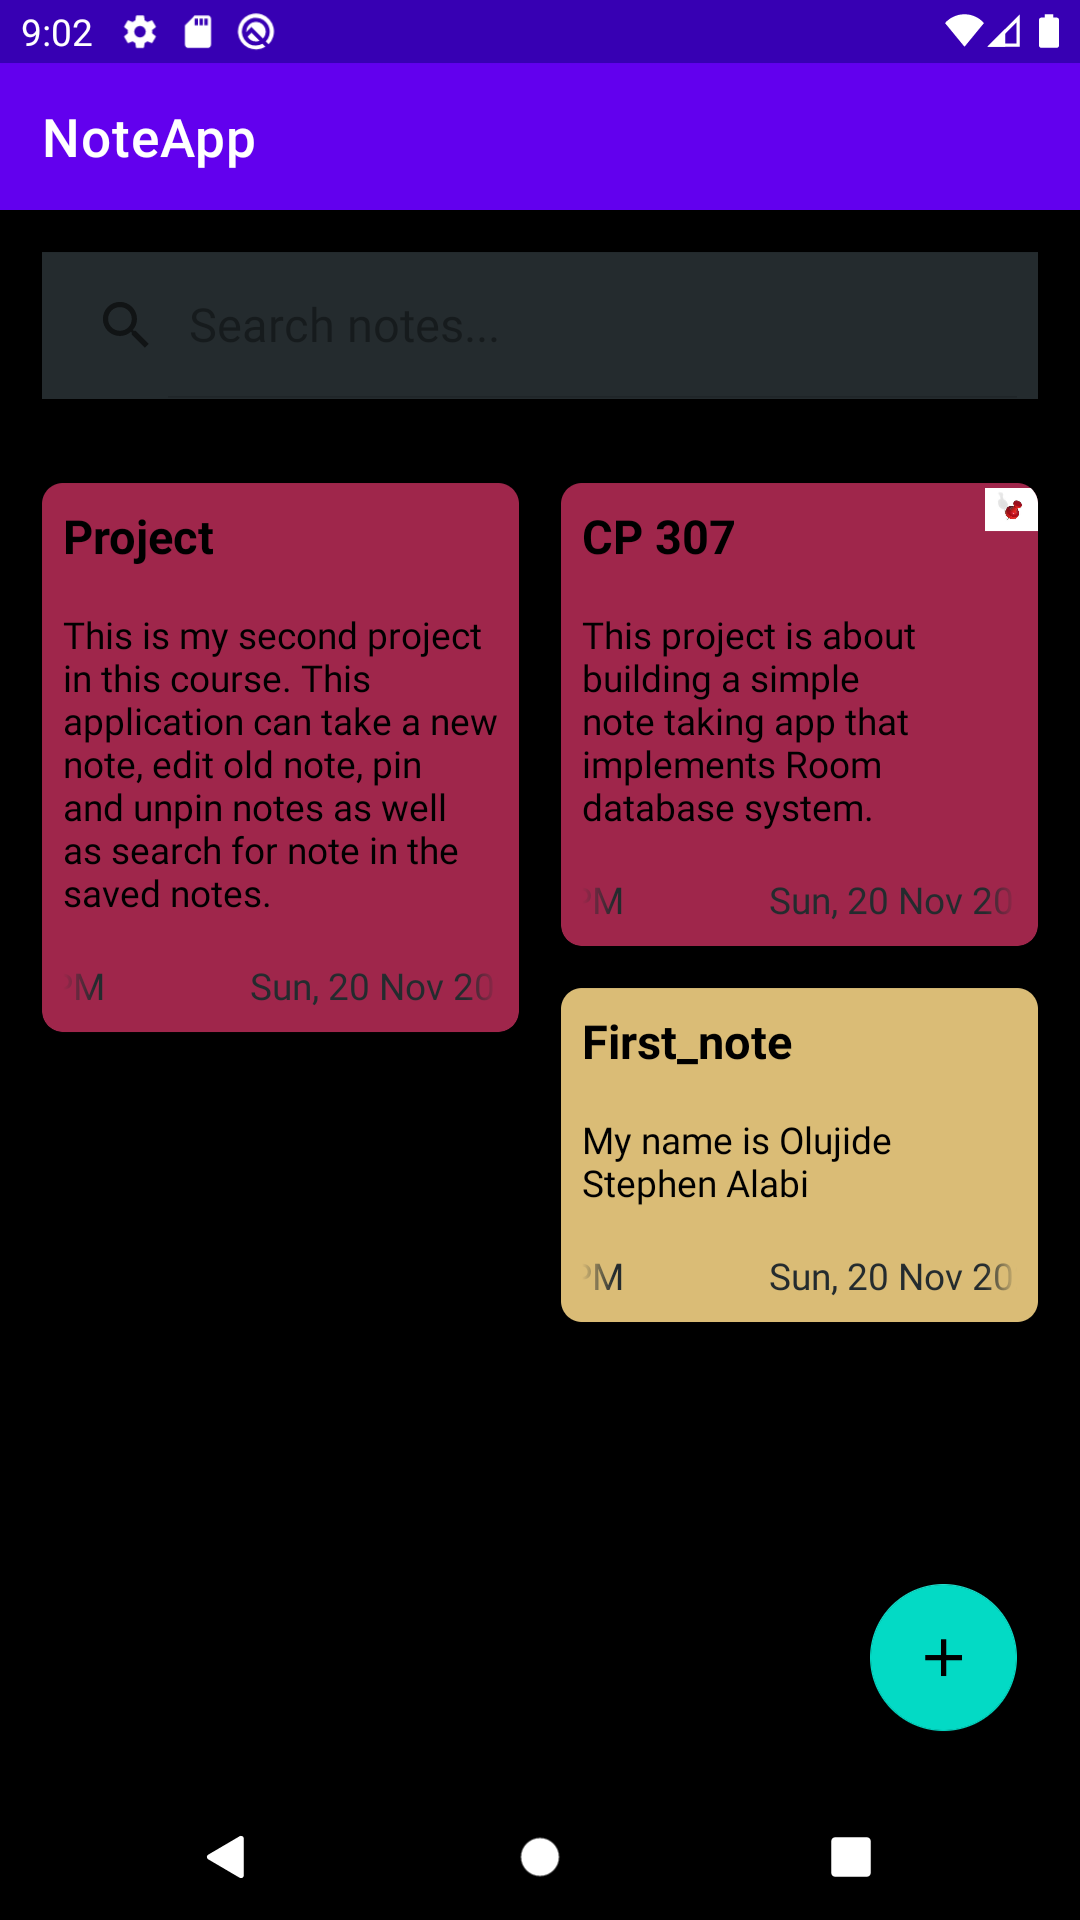 9:02
NoteApp
Search notes...
Project
This is my second project
in this course. This
application can take a new
note, edit old note, pin
and unpin notes as well
as search for note in the
saved notes.
PM Sun, 20 Nov 20
CP 307
This project is about
building a simple
note taking app that
implements Room
database system.
PM Sun, 20 Nov 20
First_note
My name is Olujide
Stephen Alabi
PM Sun, 20 Nov 20